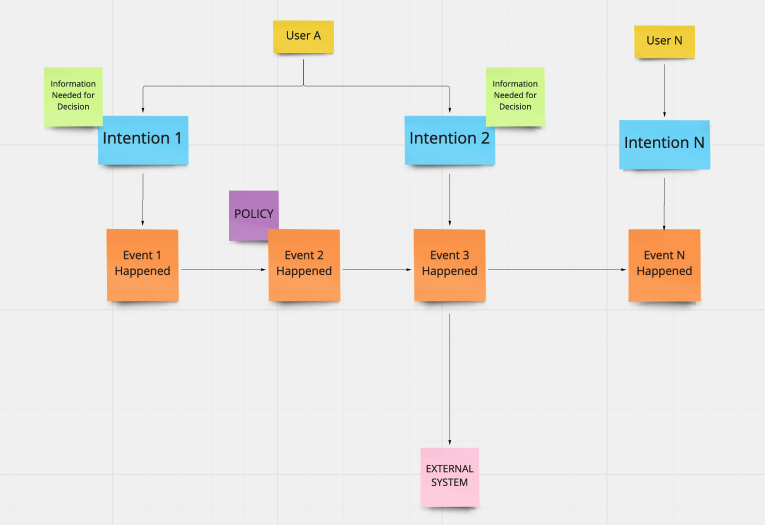 User A
User N
Information
Needed for
Decision
Information
Needed for
Decision
Intention 1
Intention 2
Intention N
POLICY
Event 1
Happened
Event 2
Happened
Event 3
Happened
Event N
Happened
EXTERNAL
SYSTEM